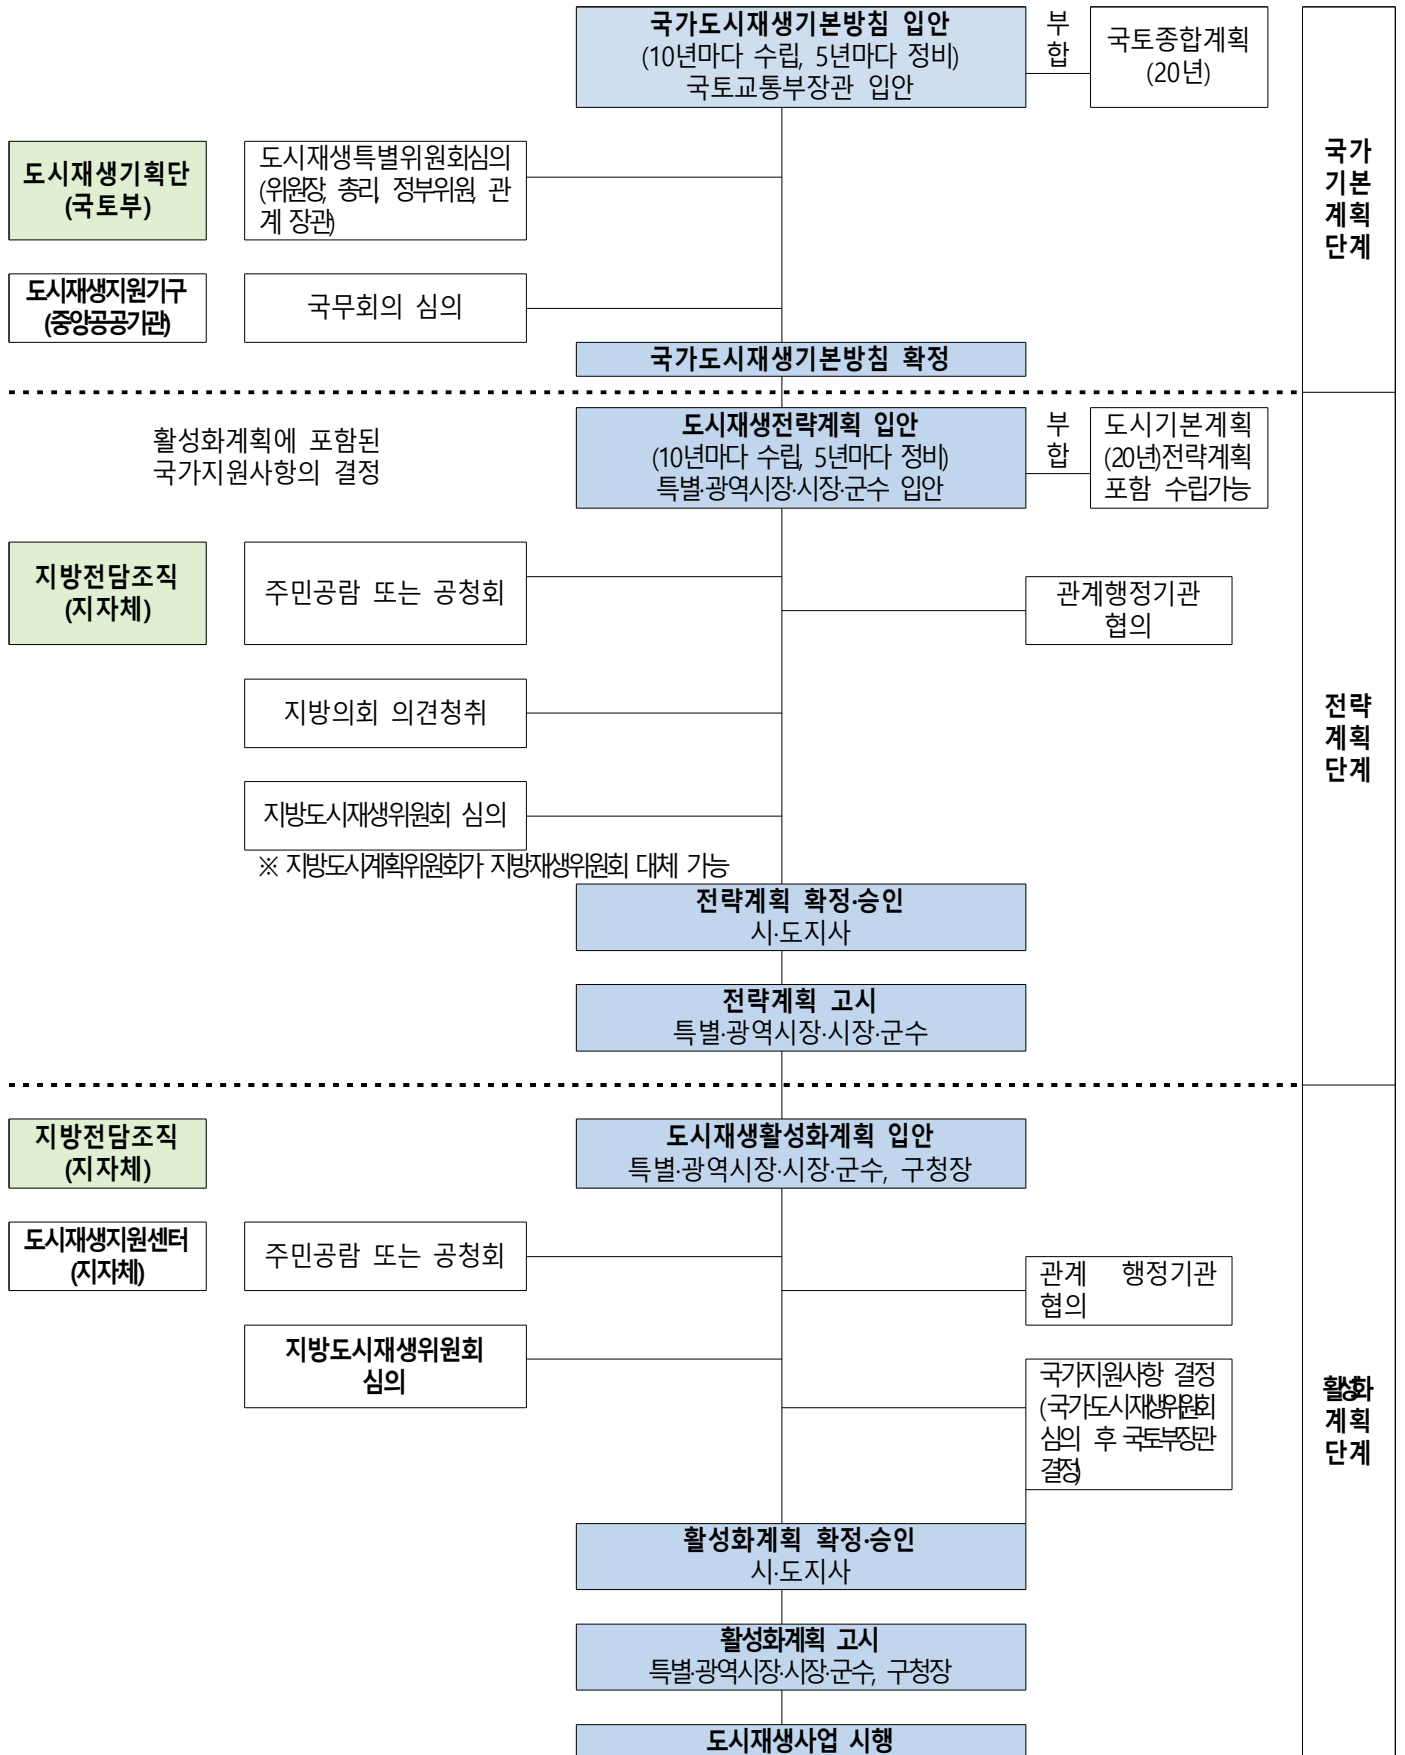 국가도시재생기본방침 입안
(10년마다 수립, 5년마다 정비)
국토교통부장관 입안
부
합
국토종합계획
(20년)
국가
기본
계획
단계
도시재생기획단
(국토부)
도시재생특별위원회심의
(위원장, 총리, 정부위원, 관
계 장관)
도시재생지원기구
(중앙공공기관)
국무회의 심의
국가도시재생기본방침 확정
활성화계획에 포함된
국가지원사항의 결정
도시재생전략계획 입안
(10년마다 수립, 5년마다 정비)
특별·광역시장·시장·군수 입안
부
합
도시기본계획
(20년)전략계획
포함 수립가능
지방전담조직
(지자체)
주민공람 또는 공청회
관계행정기관
협의
지방의회 의견청취
전략
계획
단계
지방도시재생위원회 심의
※ 지방도시계획위원회가 지방재생위원회 대체 가능
전략계획 확정·승인
시·도지사
전략계획 고시
특별·광역시장·시장·군수
지방전담조직
(지자체)
도시재생활성화계획 입안
특별·광역시장·시장·군수, 구청장
도시재생지원센터
(지자체)
주민공람 또는 공청회
관계 행정기관
협의
지방도시재생위원회
심의
국가지원사항 결정
(국가도시재생위원회
심의 후 국토부장관
결정)
활성화
계획
단계
활성화계획 확정·승인
시·도지사
활성화계획 고시
특별·광역시장·시장·군수, 구청장
도시재생사업 시행